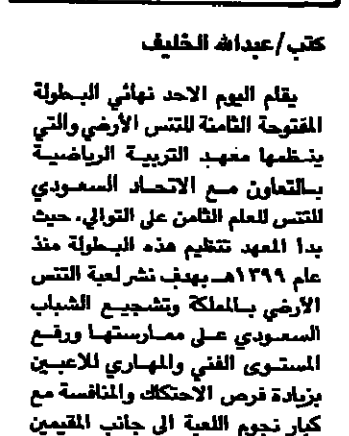 كتب/عبدالله الخليف
يقام اليوم الاحد نهائي البطولة
المفتوحة الثامنة للتنس الأرضي والتي
ينظمها معهد التربية الرياضية
بالتعاون مع الاتحاد السعودي
للتنس للعام الثامن على التوالي. حيث
بدأ المعهد تنظيم هذه البطولة منذ
عام ١٣٩٩هـ بهدف نشر لعبة التنس
الأرضي بالمملكة وتشجيع الشباب
السعودي على ممارستها ورفع
المستوى الفني والمهاري للاعبين
بزيادة فرص الاحتكاك والمنافسة مع
كبار نجوم اللعبة الى جانب المقيمين